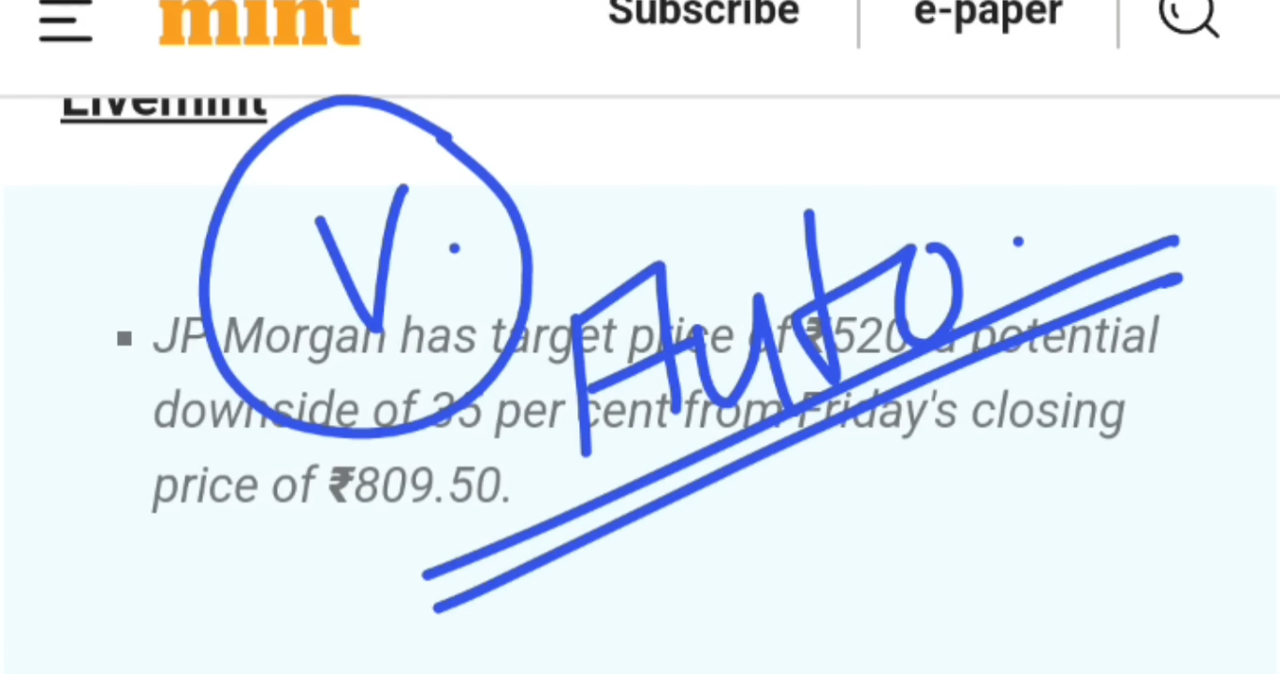 mint Subscribe e-paper
Livemint
V.
Auto.
▪ JP Morgan has target price of ₹520, a potential
downside of 35 per cent from Friday's closing
price of ₹809.50.